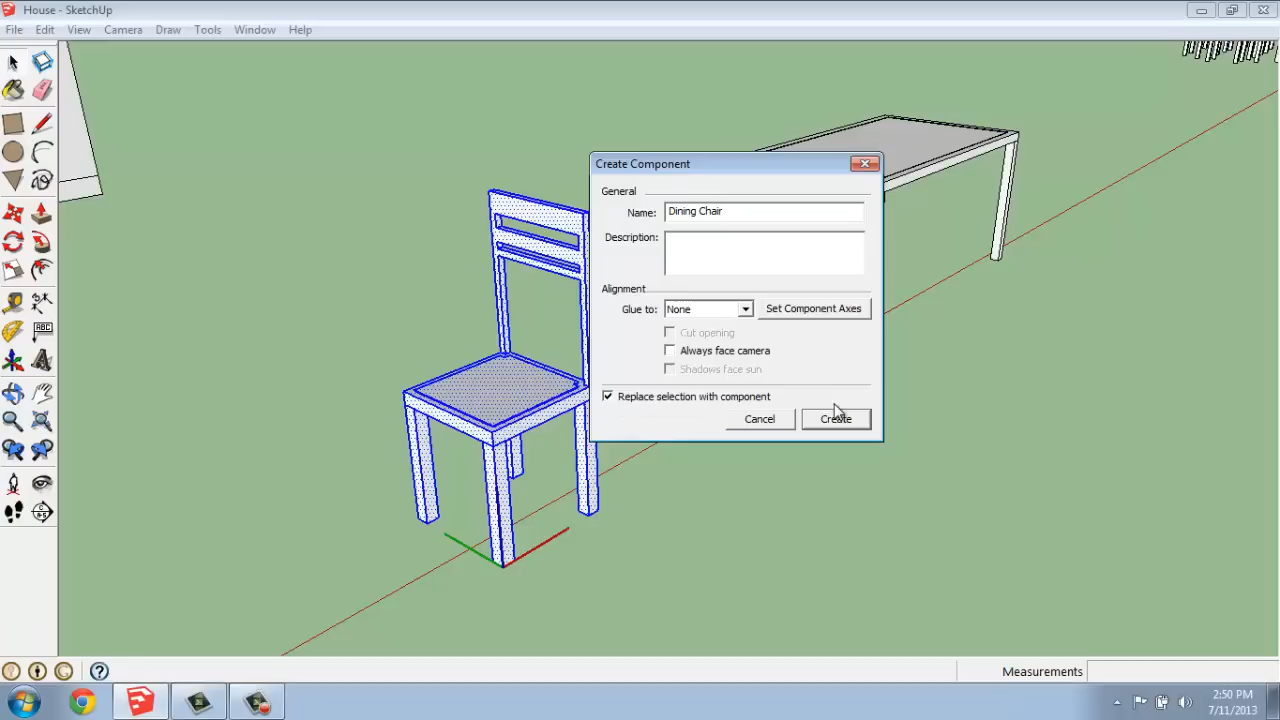 House - SketchUp
File Edit View Camera Draw Tools Window Help
Create Component
General
Name: Dining Chair
Description:
Alignment
Glue to: None Set Component Axes
Cut opening
Always face camera
Shadows face sun
Replace selection with component
Cancel Create
ABC
Measurements
2:50 PM
7/11/2013